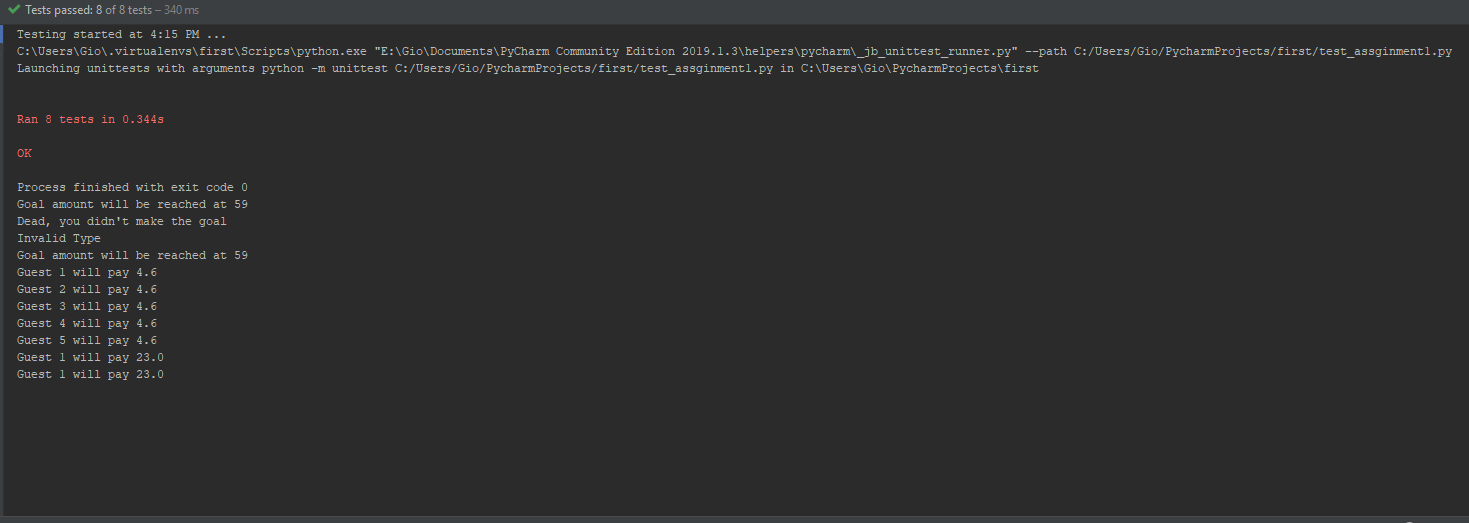 Tests passed: 8 of 8 tests – 340 ms
Testing started at 4:15 PM ...
C:\Users\Gio\.virtualenvs\first\Scripts\python.exe "E:\Gio\Documents\PyCharm Community Edition 2019.1.3\helpers\pycharm\_jb_unittest_runner.py" --path C:/Users/Gio/PycharmProjects/first/test_assginment1.py
Launching unittests with arguments python -m unittest C:/Users/Gio/PycharmProjects/first/test_assginment1.py in C:\Users\Gio\PycharmProjects\first
Ran 8 tests in 0.344s
OK
Process finished with exit code 0
Goal amount will be reached at 59
Dead, you didn't make the goal
Invalid Type
Goal amount will be reached at 59
Guest 1 will pay 4.6
Guest 2 will pay 4.6
Guest 3 will pay 4.6
Guest 4 will pay 4.6
Guest 5 will pay 4.6
Guest 1 will pay 23.0
Guest 1 will pay 23.0